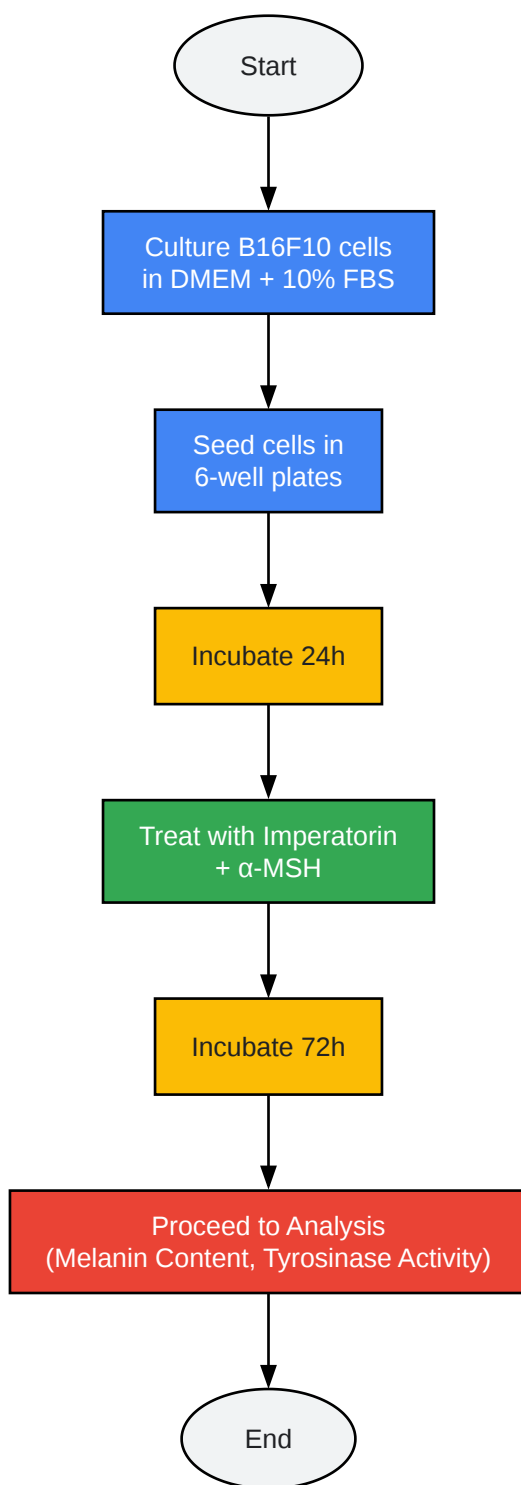 Start
Culture B16F10 cells
in DMEM + 10% FBS
Seed cells in
6-well plates
Incubate 24h
Treat with Imperatorin
+ α-MSH
Incubate 72h
Proceed to Analysis
(Melanin Content, Tyrosinase Activity)
End